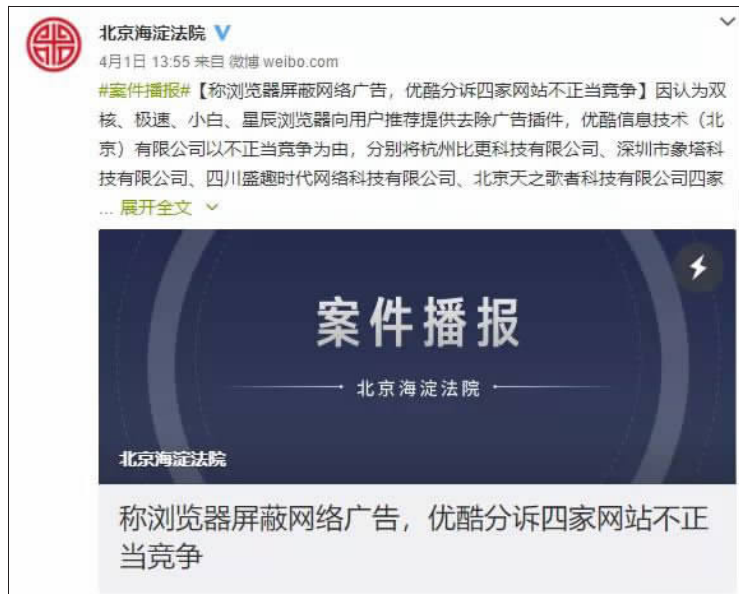 北京海淀法院
4月1日 13:55 来自 微博 weibo.com
#案件播报#【称浏览器屏蔽网络广告，优酷分诉四家网站不正当竞争】因认为双
核、极速、小白、星辰浏览器向用户推荐提供去除广告插件，优酷信息技术（北
京）有限公司以不正当竞争为由，分别将杭州比更科技有限公司、深圳市象塔科
技有限公司、四川盛趣时代网络科技有限公司、北京天之歌者科技有限公司四家
... 展开全文
案件播报
北京海淀法院
北京海淀法院
称浏览器屏蔽网络广告，优酷分诉四家网站不正
当竞争